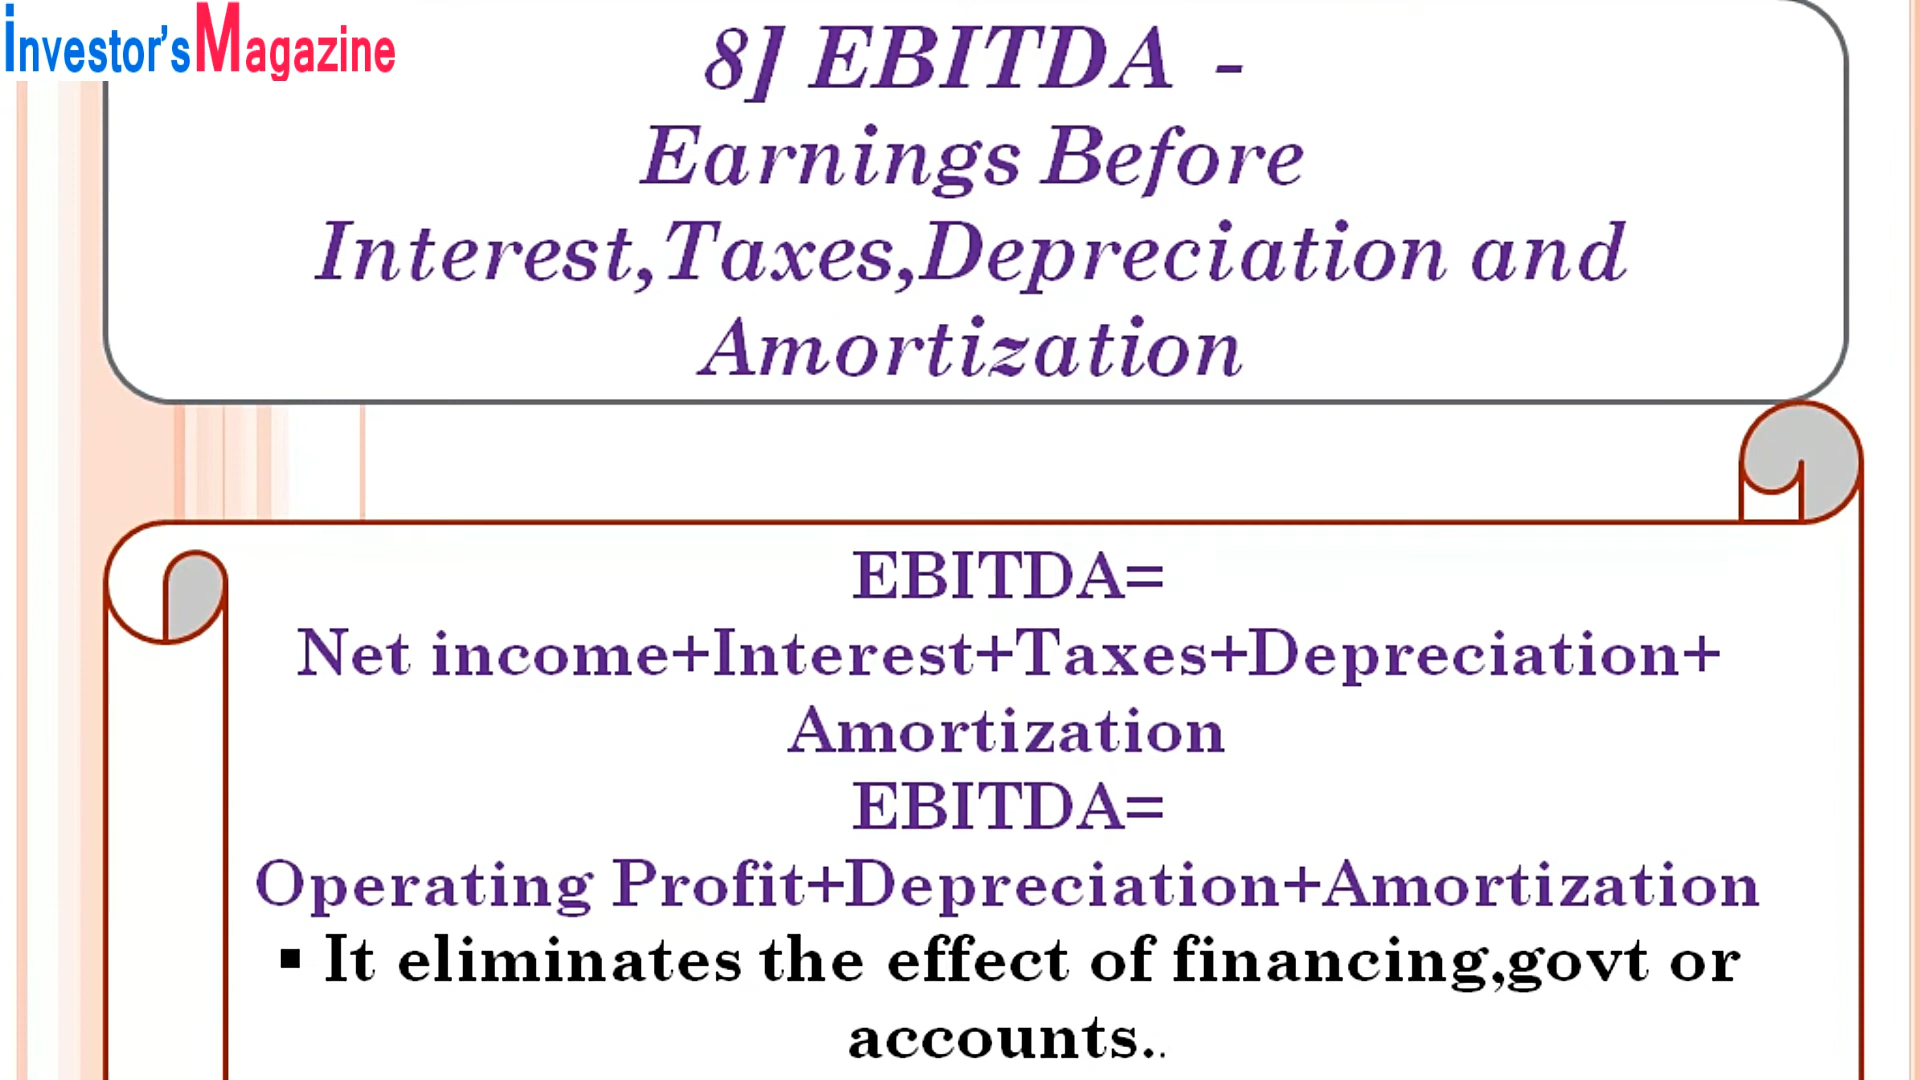 Investor's Magazine
8] EBITDA -
Earnings Before
Interest,Taxes,Depreciation and
Amortization
EBITDA=
Net income+Interest+Taxes+Depreciation+
Amortization
EBITDA=
Operating Profit+Depreciation+Amortization
▪ It eliminates the effect of financing,govt or
accounts..